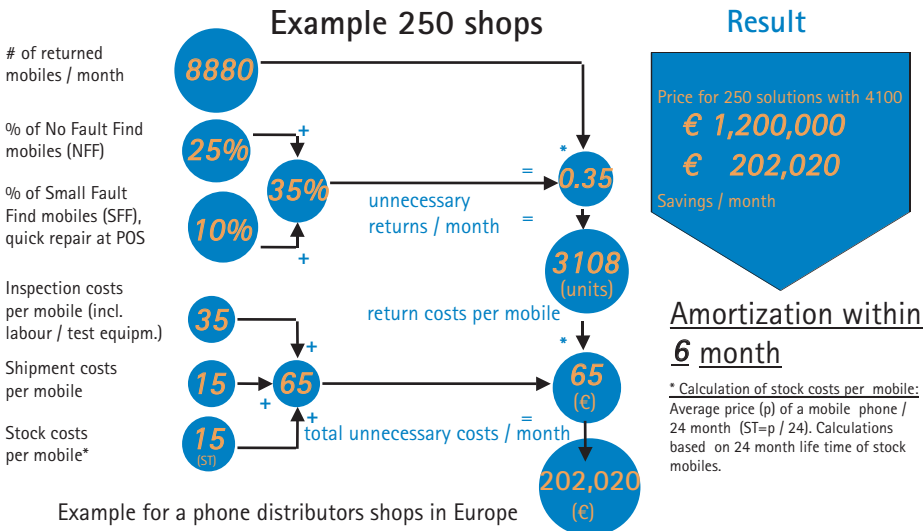 Example 250 shops
Result
# of returned
mobiles / month
8880
% of No Fault Find
mobiles (NFF)
25%
+
35%
% of Small Fault
Find mobiles (SFF),
quick repair at POS
10%
+
unnecessary
returns / month
=
=
*
0.35
3108
(units)
Inspection costs
per mobile (incl.
labour / test equipm.)
35
+
Shipment costs
per mobile
15
+
65
Stock costs
per mobile*
15
(ST)
+
return costs per mobile
*
65
(€)
total unnecessary costs / month
=
202,020
(€)
Example for a phone distributors shops in Europe
Price for 250 solutions with 4100
€ 1,200,000
€ 202,020
Savings / month
Amortization within
6 month
* Calculation of stock costs per mobile:
Average price (p) of a mobile phone /
24 month (ST=p / 24). Calculations
based on 24 month life time of stock
mobiles.